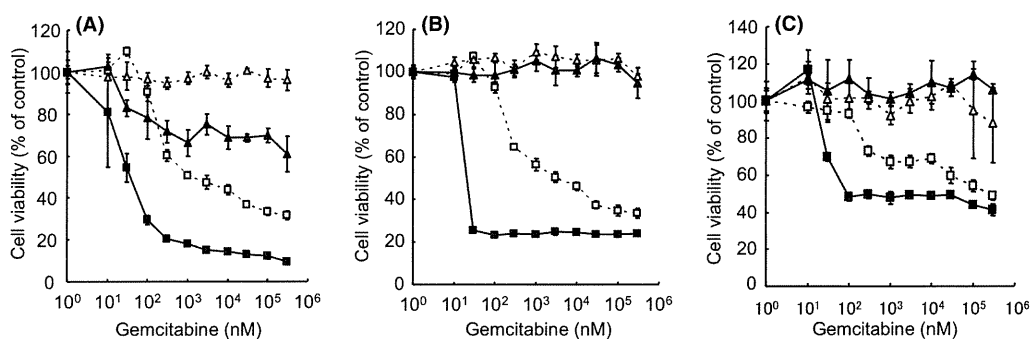 (A)
Cell viability (% of control)
120
100
80
60
40
20
0
10⁰ 10¹ 10² 10³ 10⁴ 10⁵ 10⁶
Gemcitabine (nM)
(B)
Cell viability (% of control)
120
100
80
60
40
20
0
10⁰ 10¹ 10² 10³ 10⁴ 10⁵ 10⁶
Gemcitabine (nM)
(C)
Cell viability (% of control)
140
120
100
80
60
40
20
0
10⁰ 10¹ 10² 10³ 10⁴ 10⁵ 10⁶
Gemcitabine (nM)